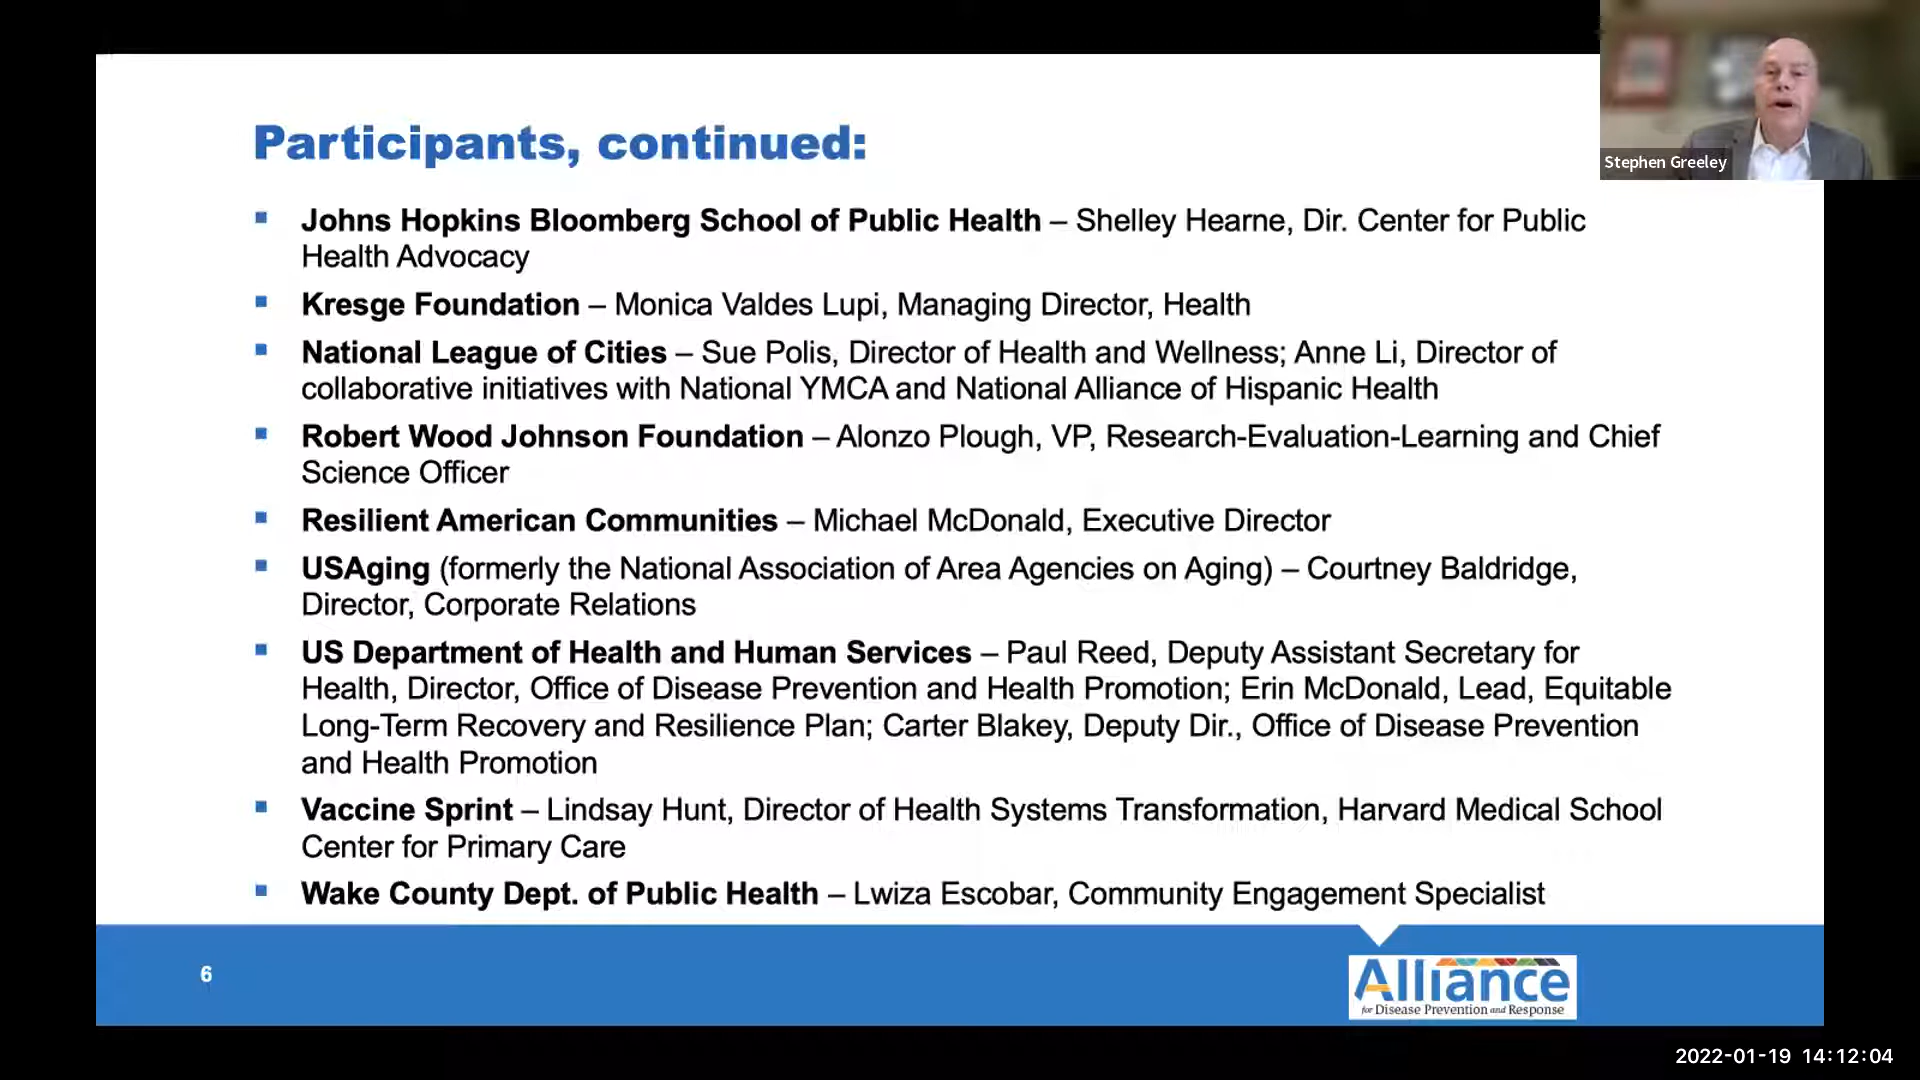 Participants, continued:
Stephen Greeley
▪ Johns Hopkins Bloomberg School of Public Health – Shelley Hearne, Dir. Center for Public
Health Advocacy
▪ Kresge Foundation – Monica Valdes Lupi, Managing Director, Health
▪ National League of Cities – Sue Polis, Director of Health and Wellness; Anne Li, Director of
collaborative initiatives with National YMCA and National Alliance of Hispanic Health
▪ Robert Wood Johnson Foundation – Alonzo Plough, VP, Research-Evaluation-Learning and Chief
Science Officer
▪ Resilient American Communities – Michael McDonald, Executive Director
▪ USAging (formerly the National Association of Area Agencies on Aging) – Courtney Baldridge,
Director, Corporate Relations
▪ US Department of Health and Human Services – Paul Reed, Deputy Assistant Secretary for
Health, Director, Office of Disease Prevention and Health Promotion; Erin McDonald, Lead, Equitable
Long-Term Recovery and Resilience Plan; Carter Blakey, Deputy Dir., Office of Disease Prevention
and Health Promotion
▪ Vaccine Sprint – Lindsay Hunt, Director of Health Systems Transformation, Harvard Medical School
Center for Primary Care
▪ Wake County Dept. of Public Health – Lwiza Escobar, Community Engagement Specialist
6
Alliance
for Disease Prevention and Response
2022-01-19 14:12:04